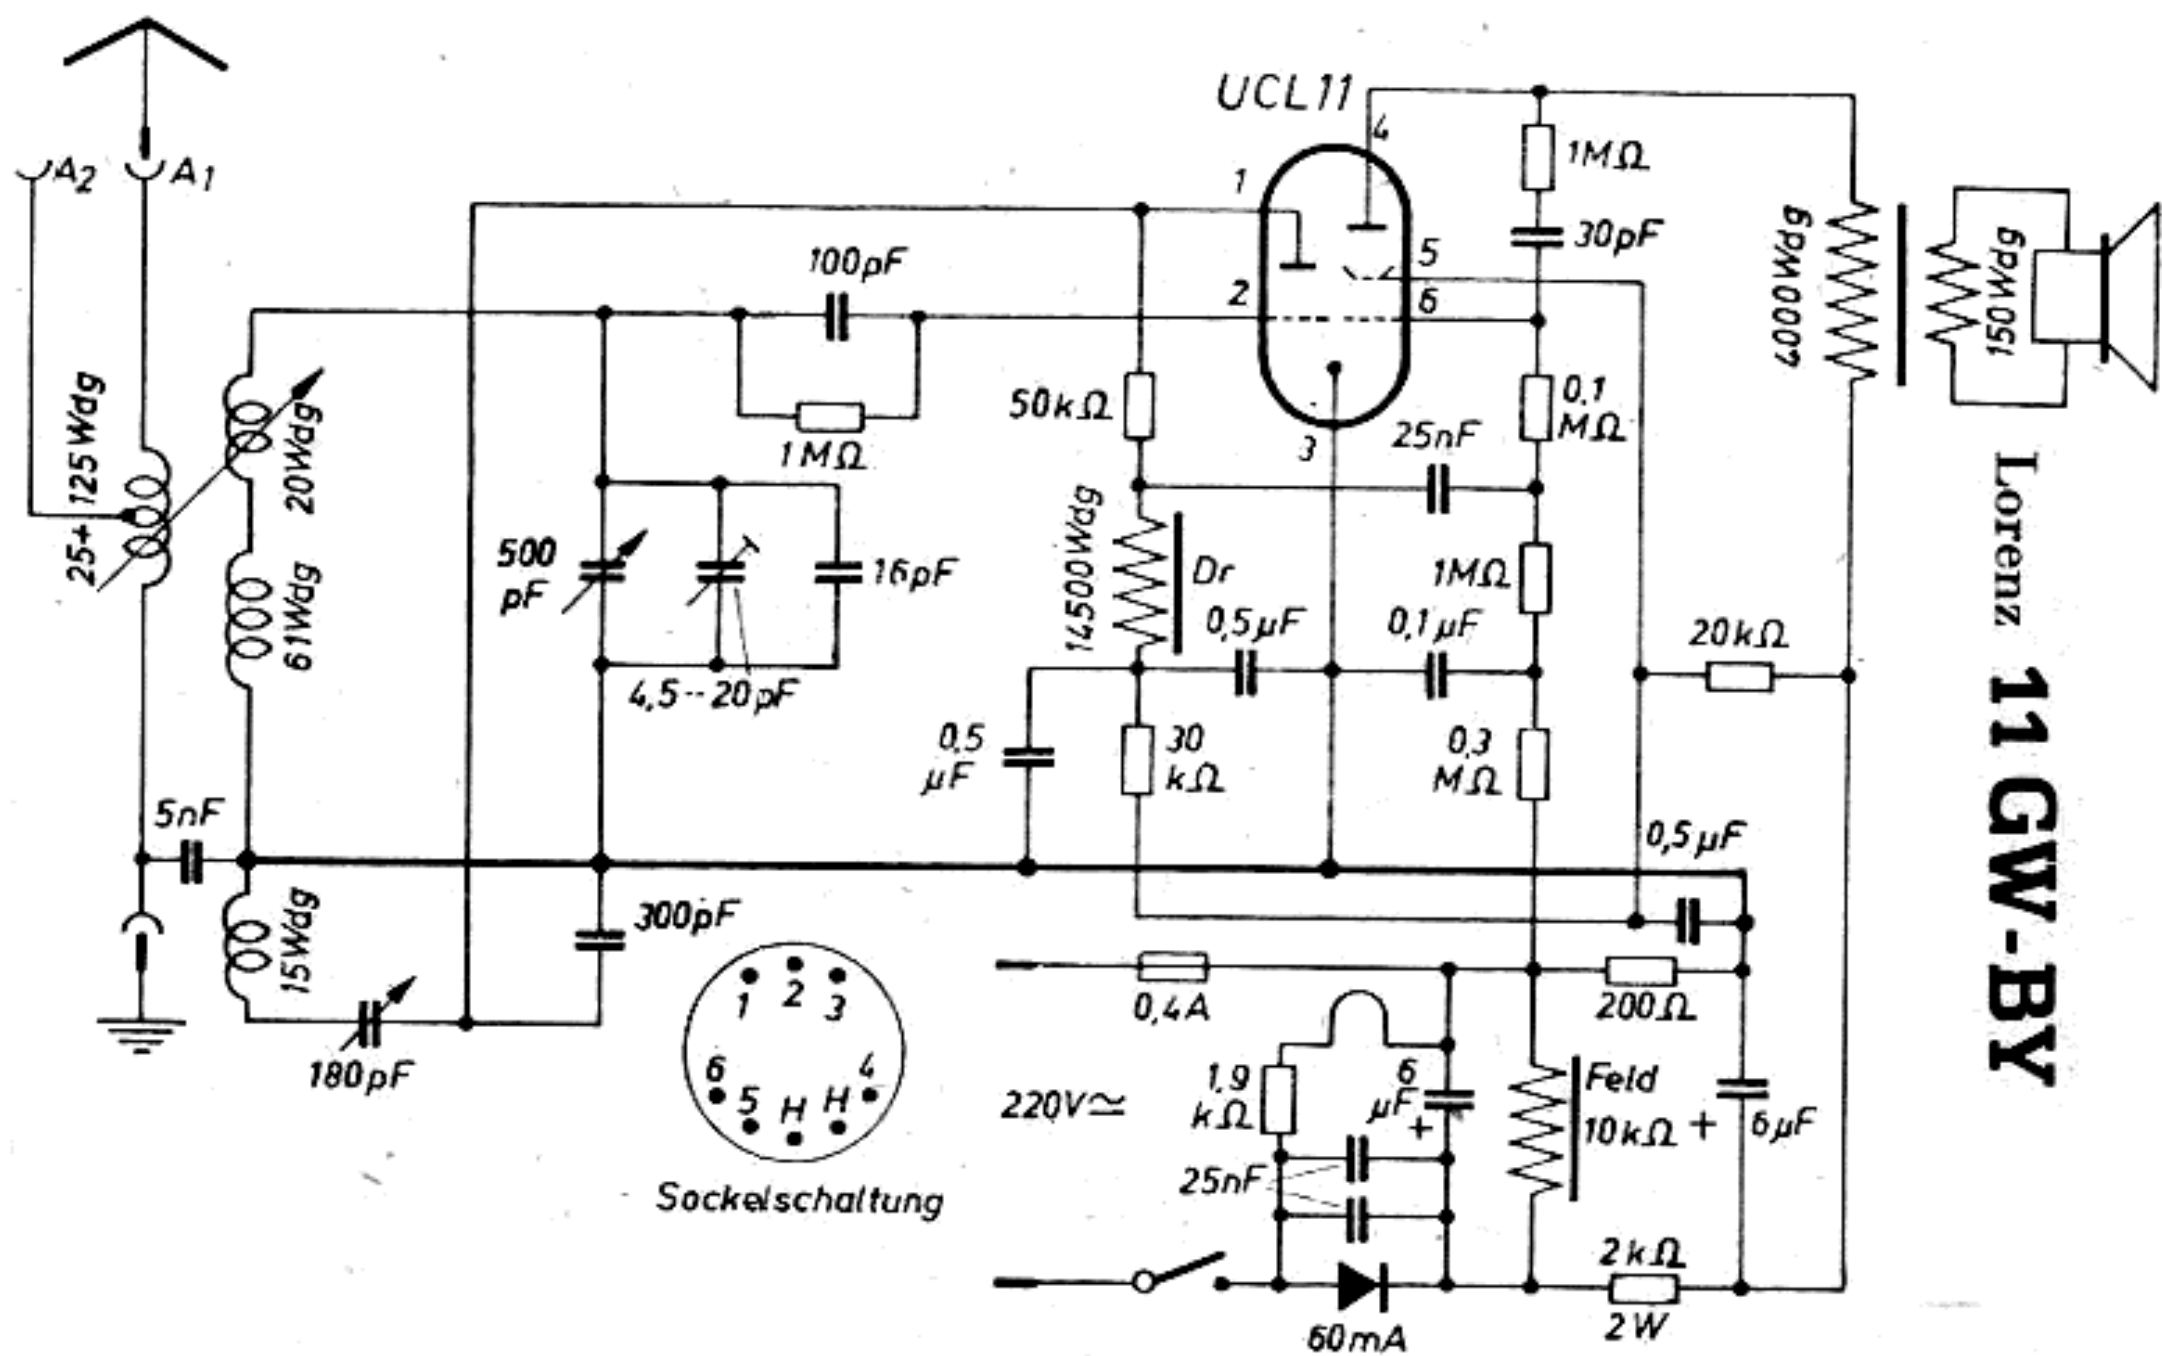 UCL11
A2
A1
4
1MΩ
1
30pF
4000Wdg
150Wdg
5
100pF
2
6
25+125Wdg
20Wdg
50kΩ
0,1
MΩ
25nF
3
1MΩ
Lorenz 11 GW-BY
14500Wdg
Dr
500
pF
16pF
1MΩ
61Wdg
0,5µF
0,1µF
20kΩ
4,5--20pF
0,5
µF
30
kΩ
0,3
MΩ
5nF
0,5µF
15Wdg
300pF
1
2
3
0,4A
200Ω
180pF
6
4
5
H
H
220V≃
1,9
kΩ
6
µF
+
Feld
10kΩ
+
6µF
25nF
Sockelschaltung
2kΩ
2W
60mA